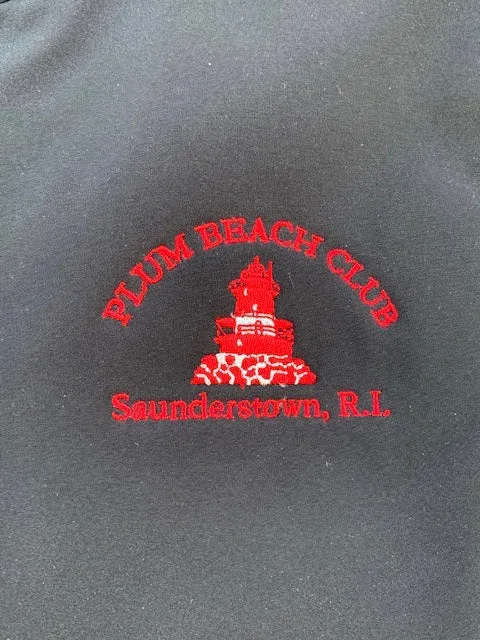 PLUM BEACH CLUB
Saunderstown, R.I.